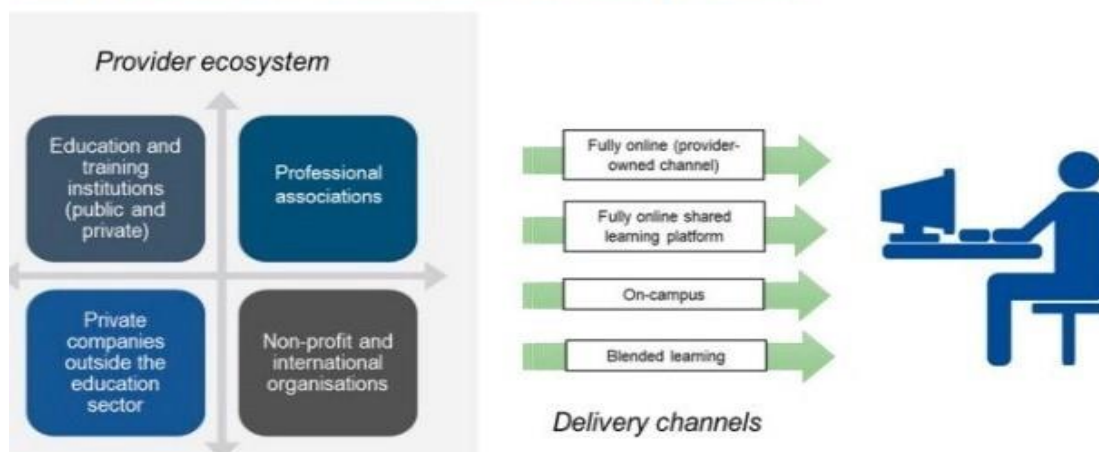 Provider ecosystem
Education and
training
institutions
(public and
private)
Professional
associations
Private
companies
outside the
education
sector
Non-profit and
international
organisations
Fully online (provider-
owned channel)
Fully online shared
learning platform
On-campus
Blended learning
Delivery channels